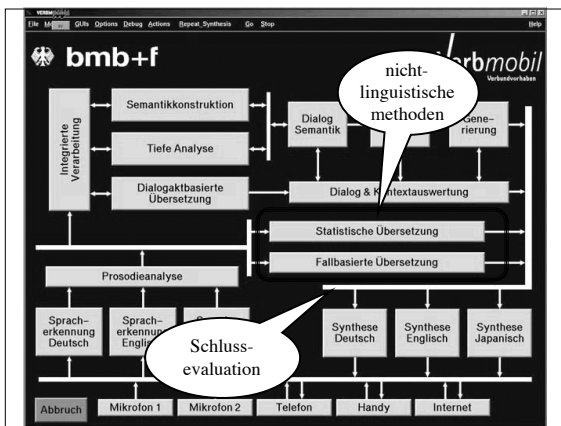 VERBMOBIL
File
GUIs Options Debug Actions Repeat_Synthesis Go Stop
Help
bmb+f
erbmobil
Verbundvorhaben
nicht-
linguistische
methoden
Semantikkonstruktion
Integrierte
Verarbeitung
Tiefe Analyse
Dialogaktbasierte
Übersetzung
Dialog
Semantik
Gene-
rierung
Dialog & Kontextauswertung
Statistische Übersetzung
Fallbasierte Übersetzung
Prosodieanalyse
Sprach-
erkennung
Deutsch
Sprach-
erkennung
Schluss-
evaluation
Synthese
Deutsch
Synthese
Englisch
Synthese
Japanisch
Abbruch
Mikrofon 1
Mikrofon 2
Telefon
Handy
Internet